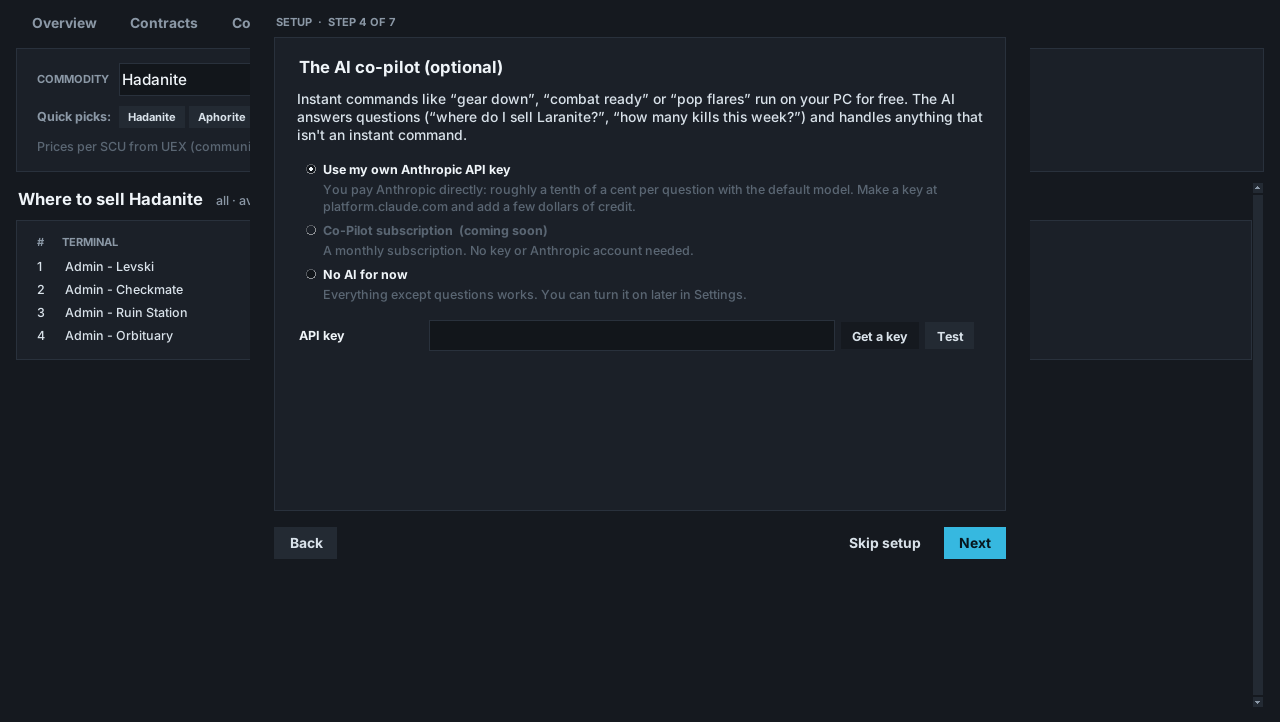 Overview Contracts Co
SETUP · STEP 4 OF 7
COMMODITY Hadanite
Quick picks: Hadanite Aphorite
Prices per SCU from UEX (communi
Where to sell Hadanite all · av
# TERMINAL
1 Admin - Levski
2 Admin - Checkmate
3 Admin - Ruin Station
4 Admin - Orbituary
The AI co-pilot (optional)
Instant commands like “gear down”, “combat ready” or “pop flares” run on your PC for free. The AI
answers questions (“where do I sell Laranite?”, “how many kills this week?”) and handles anything that
isn't an instant command.
Use my own Anthropic API key
You pay Anthropic directly: roughly a tenth of a cent per question with the default model. Make a key at
platform.claude.com and add a few dollars of credit.
Co-Pilot subscription (coming soon)
A monthly subscription. No key or Anthropic account needed.
No AI for now
Everything except questions works. You can turn it on later in Settings.
API key Get a key Test
Back Skip setup Next